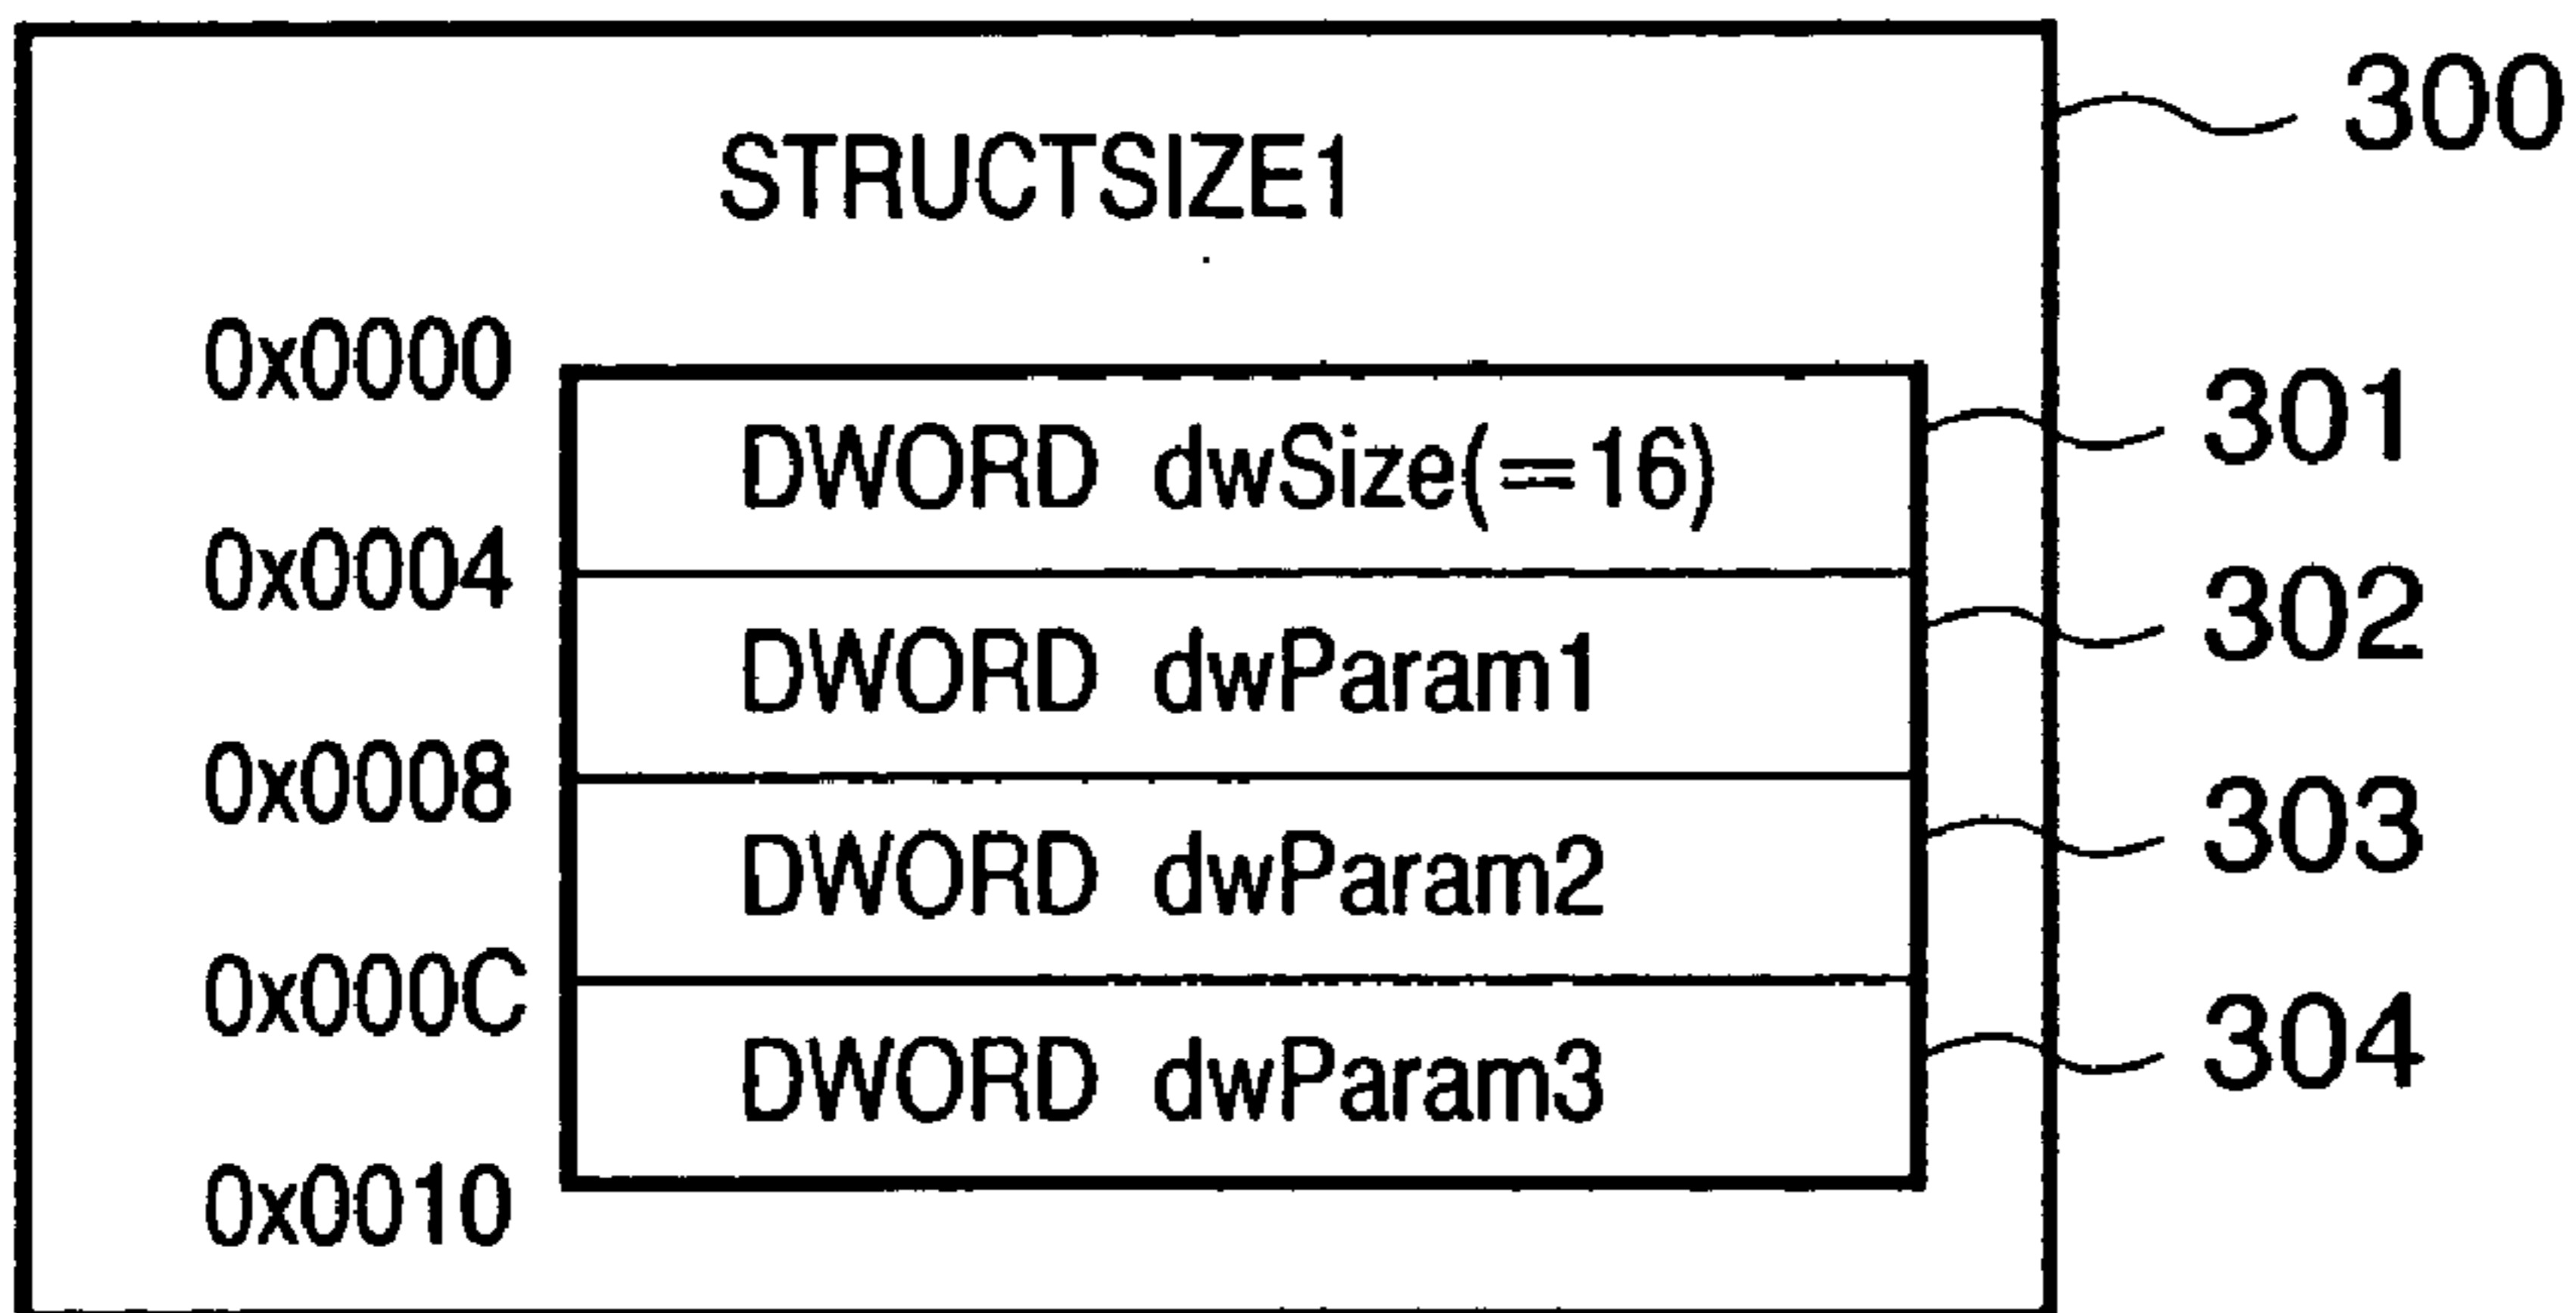 300
STRUCTSIZE1
0x0000
DWORD dwSize(=16)
301
0x0004
DWORD dwParam1
302
0x0008
DWORD dwParam2
303
0x000C
DWORD dwParam3
304
0x0010